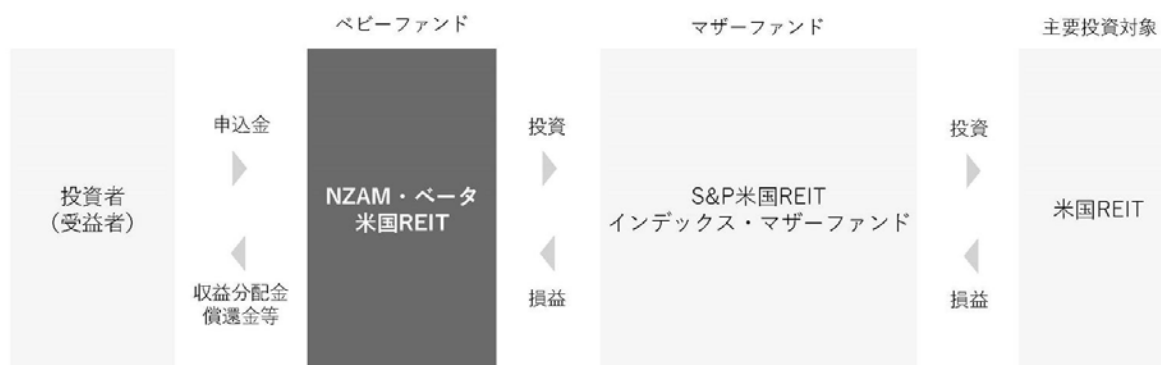 ベビーファンド
マザーファンド
主要投資対象
投資者
（受益者）
申込金
収益分配金
償還金等
NZAM・ベータ
米国REIT
投資
損益
S&P米国REIT
インデックス・マザーファンド
投資
損益
米国REIT